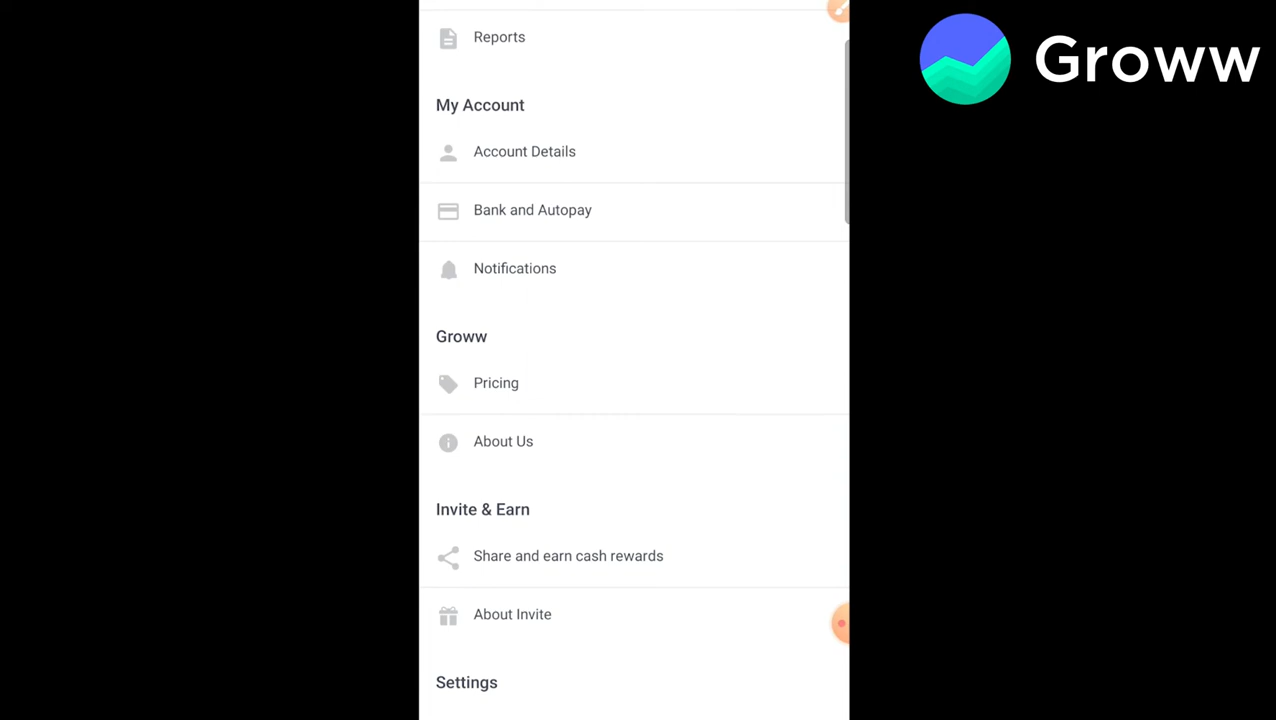 Groww
Reports
My Account
Account Details
Bank and Autopay
Notifications
Groww
Pricing
About Us
Invite & Earn
Share and earn cash rewards
About Invite
Settings